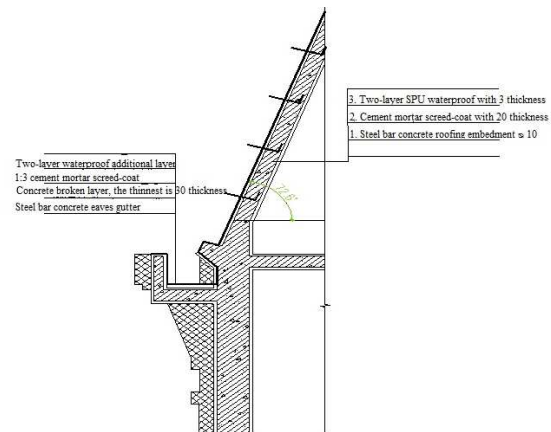 3. Two-layer SPU waterproof with 3 thickness
2. Cement mortar screed-coat with 20 thickness
1. Steel bar concrete roofing embedment ≤ 10
Two-layer waterproof additional layer
1:3 cement mortar screed-coat
Concrete broken layer, the thinnest is 30 thickness
Steel bar concrete eaves gutter
72.6°